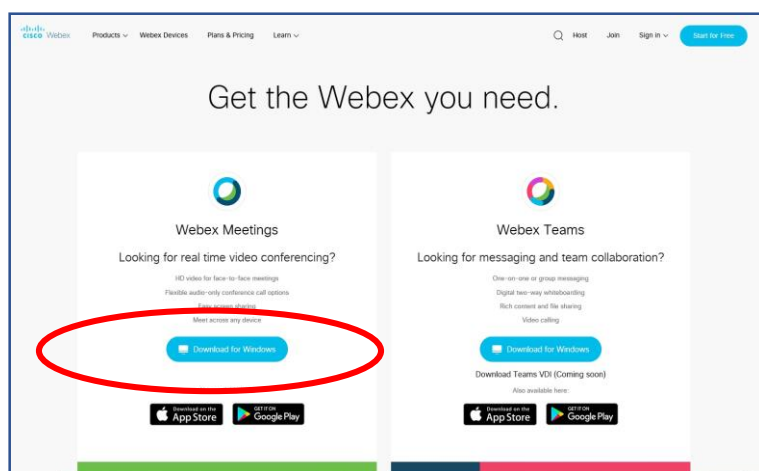 CISCO Webex Products Webex Devices Plans & Pricing Learn Host Join Sign in Start for Free
Get the Webex you need.
Webex Meetings
Looking for real time video conferencing?
HD video for face-to-face meetings
Flexible audio-only conference call options
Easy screen sharing
Meet across any device
Download for Windows
Download on the
App Store
GET IT ON
Google Play
Webex Teams
Looking for messaging and team collaboration?
One-on-one or group messaging
Digital two-way whiteboarding
Rich content and file sharing
Video calling
Download for Windows
Download Teams VDI (Coming soon)
Also available here:
Download on the
App Store
GET IT ON
Google Play